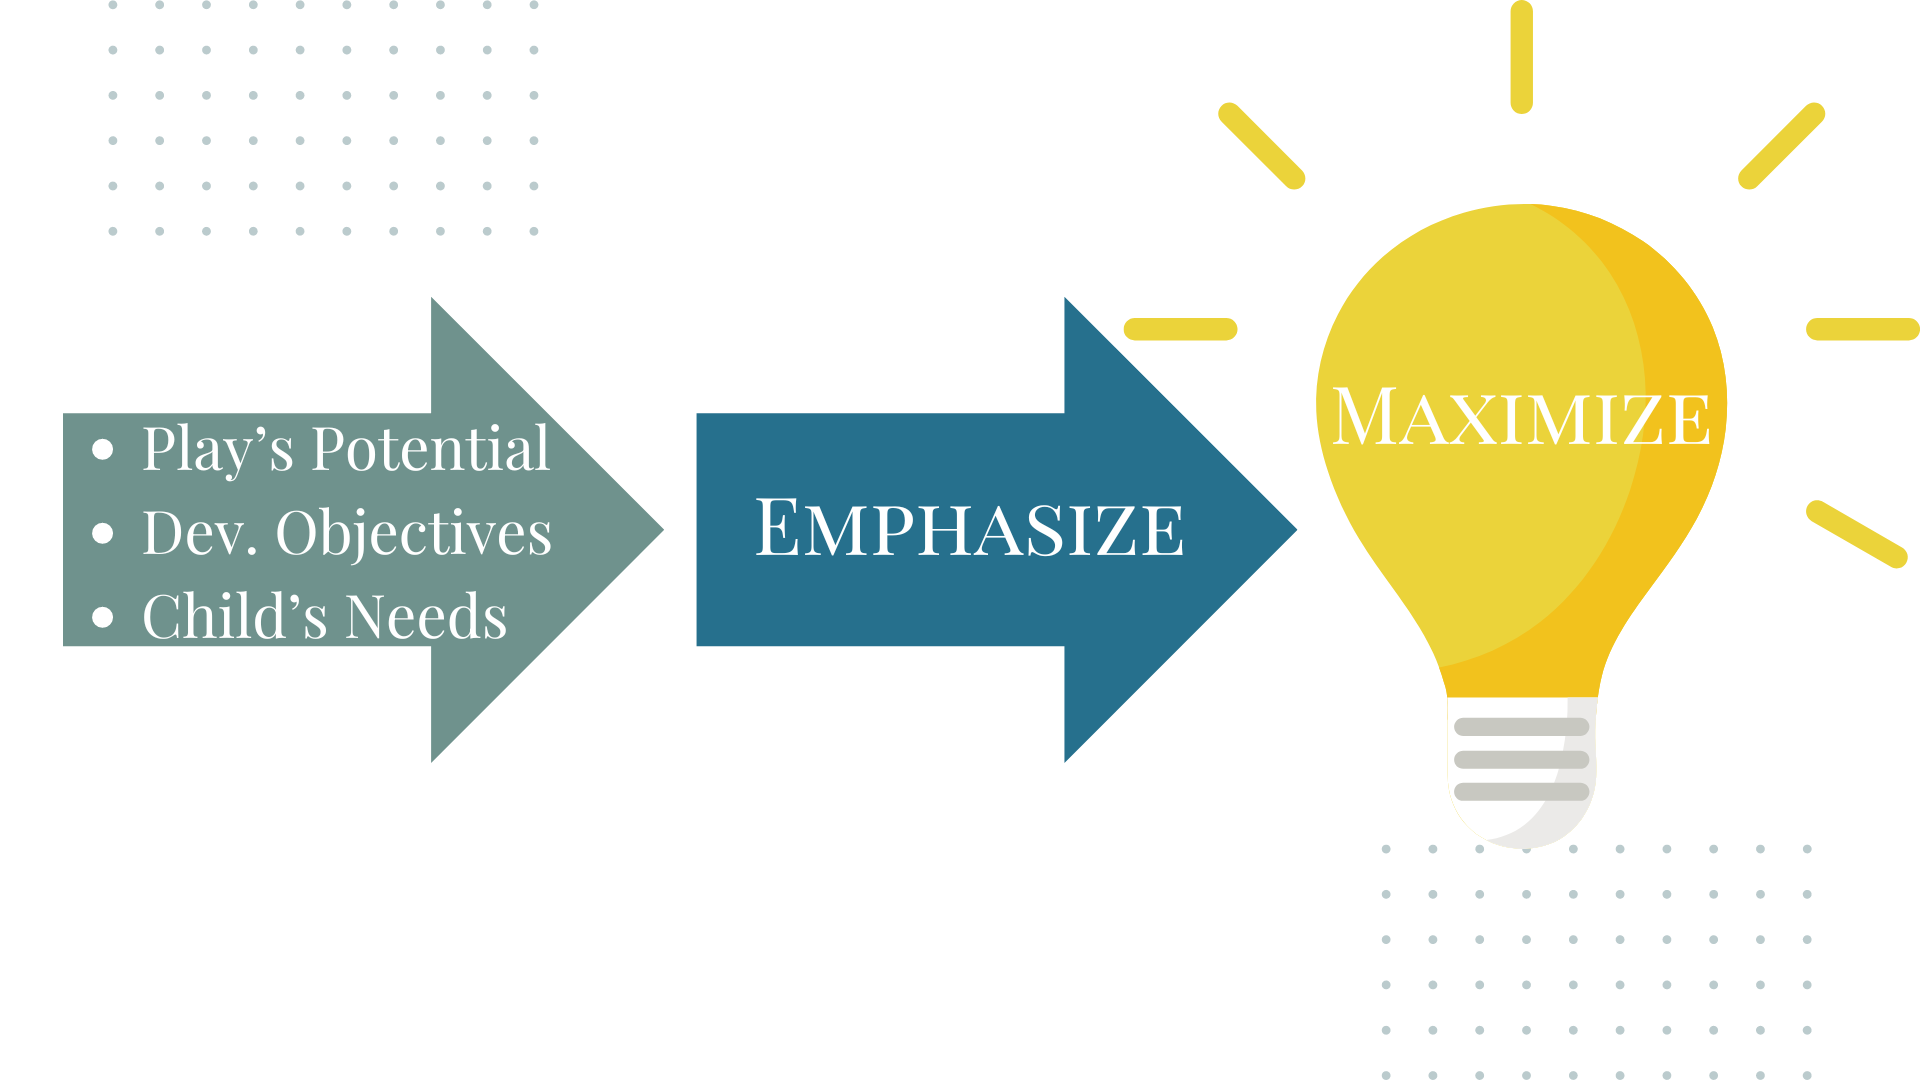 • Play’s Potential
• Dev. Objectives
• Child’s Needs
EMPHASIZE
MAXIMIZE